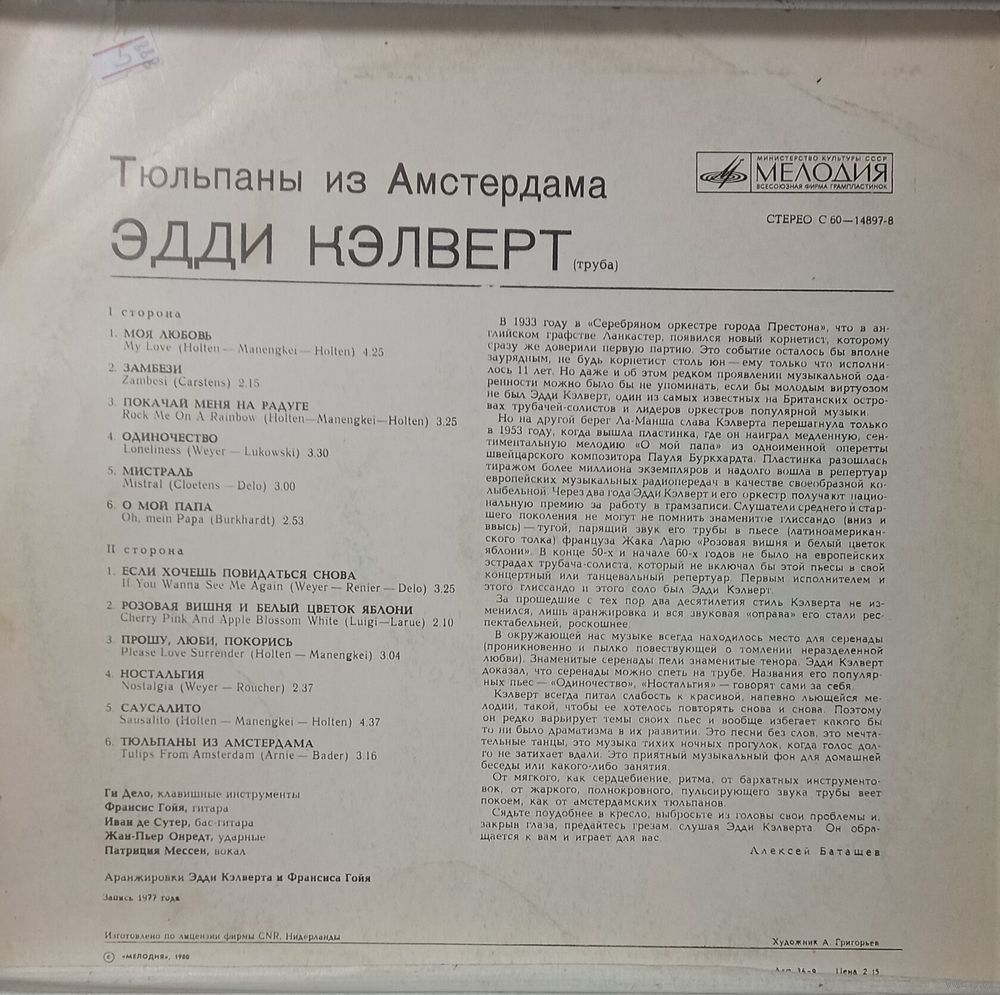 Тюльпаны из Амстердама
ЭДДИ КЭЛВЕРТ (труба)
МИНИСТЕРСТВО КУЛЬТУРЫ СССР
МЕЛОДИЯ
ВСЕСОЮЗНАЯ ФИРМА ГРАМПЛАСТИНОК
СТЕРЕО С 60—14897-8
I сторона
1. МОЯ ЛЮБОВЬ
My Love (Holten — Manengkei — Holten) 4.25
2. ЗАМБЕЗИ
Zambesi (Carstens) 2.15
3. ПОКАЧАЙ МЕНЯ НА РАДУГЕ
Rock Me On A Rainbow (Holten—Manengkei—Holten) 3.25
4. ОДИНОЧЕСТВО
Loneliness (Weyer — Lukowski) 3.30
5. МИСТРАЛЬ
Mistral (Cloetens — Delo) 3.00
6. О МОЙ ПАПА
Oh, mein Papa (Burkhardt) 2.53
II сторона
1. ЕСЛИ ХОЧЕШЬ ПОВИДАТЬСЯ СНОВА
If You Wanna See Me Again (Weyer — Renier — Delo) 3.25
2. РОЗОВАЯ ВИШНЯ И БЕЛЫЙ ЦВЕТОК ЯБЛОНИ
Cherry Pink And Apple Blossom White (Luigi—Larue) 2.10
3. ПРОШУ, ЛЮБИ, ПОКОРИСЬ
Please Love Surrender (Holten — Manengkei) 3.04
4. НОСТАЛЬГИЯ
Nostalgia (Weyer — Roucher) 2.37
5. САУСАЛИТО
Sausalito (Holten — Manengkei — Holten) 4.37
6. ТЮЛЬПАНЫ ИЗ АМСТЕРДАМА
Tulips From Amsterdam (Arnie — Bader) 3.16
Ги Дело, клавишные инструменты
Франсис Гойя, гитара
Иван де Сутер, бас-гитара
Жан-Пьер Онредт, ударные
Патриция Мессен, вокал
Аранжировки Эдди Кэлверта и Франсиса Гойя
Запись 1977 года
В 1933 году в «Серебряном оркестре города Престона», что в ан-
глийском графстве Ланкастер, появился новый корнетист, которому
сразу же доверили первую партию. Это событие осталось бы вполне
заурядным, не будь корнетист столь юн — ему только что исполни-
лось 11 лет. Но даже и об этом редком проявлении музыкальной ода-
ренности можно было бы не упоминать, если бы молодым виртуозом
не был Эдди Кэлверт, один из самых известных на Британских остро-
вах трубачей-солистов и лидеров оркестров популярной музыки.
Но на другой берег Ла-Манша слава Кэлверта перешагнула только
в 1953 году, когда вышла пластинка, где он наиграл медленную, сен-
тиментальную мелодию «О мой папа» из одноименной оперетты
швейцарского композитора Пауля Буркхардта. Пластинка разошлась
тиражом более миллиона экземпляров и надолго вошла в репертуар
европейских музыкальных радиопередач в качестве своеобразной ко-
лыбельной. Через два года Эдди Кэлверт и его оркестр получают нацио-
нальную премию за работу в грамзаписи. Слушатели среднего и стар-
шего поколения не могут не помнить знаменитое глиссандо (вниз и
ввысь) — тугой, парящий звук его трубы в пьесе (латиноамерикан-
ского толка) француза Жака Ларю «Розовая вишня и белый цветок
яблони». В конце 50-х и начале 60-х годов не было на европейских
эстрадах трубача-солиста, который не включал бы этой пьесы в свой
концертный или танцевальный репертуар. Первым исполнителем и
этого глиссандо и этого соло был Эдди Кэлверт.
За прошедшие с тех пор два десятилетия стиль Кэлверта не из-
менился, лишь аранжировка и вся звуковая «оправа» его стали рес-
пектабельней, роскошнее.
В окружающей нас музыке всегда находилось место для серенады
(проникновенно и пылко повествующей о томлении неразделенной
любви). Знаменитые серенады пели знаменитые тенора. Эдди Кэлверт
доказал, что серенады можно спеть на трубе. Названия его популяр-
ных пьес — «Одиночество», «Ностальгия» — говорят сами за себя.
Кэлверт всегда питал слабость к красивой, напевно льющейся ме-
лодии, такой, чтобы ее хотелось повторять снова и снова. Поэтому
он редко варьирует темы своих пьес и вообще избегает какого бы
то ни было драматизма в их развитии. Это песни без слов, это мечта-
тельные танцы, это музыка тихих ночных прогулок, когда голос дол-
го не затихает вдали. Это приятный музыкальный фон для домашней
беседы или какого-либо занятия.
От мягкого, как сердцебиение, ритма, от бархатных инструменто-
вок, от жаркого, полнокровного, пульсирующего звука трубы веет
покоем, как от амстердамских тюльпанов.
Сядьте поудобнее в кресло, выбросьте из головы свои проблемы и,
закрыв глаза, предайтесь грезам, слушая Эдди Кэлверта. Он обра-
щается к вам и играет для вас.
Алексей Баташев
Изготовлено по лицензии фирмы CNR, Нидерланды
Художник А. Григорьев
© «МЕЛОДИЯ», 1980
Цена 2 15